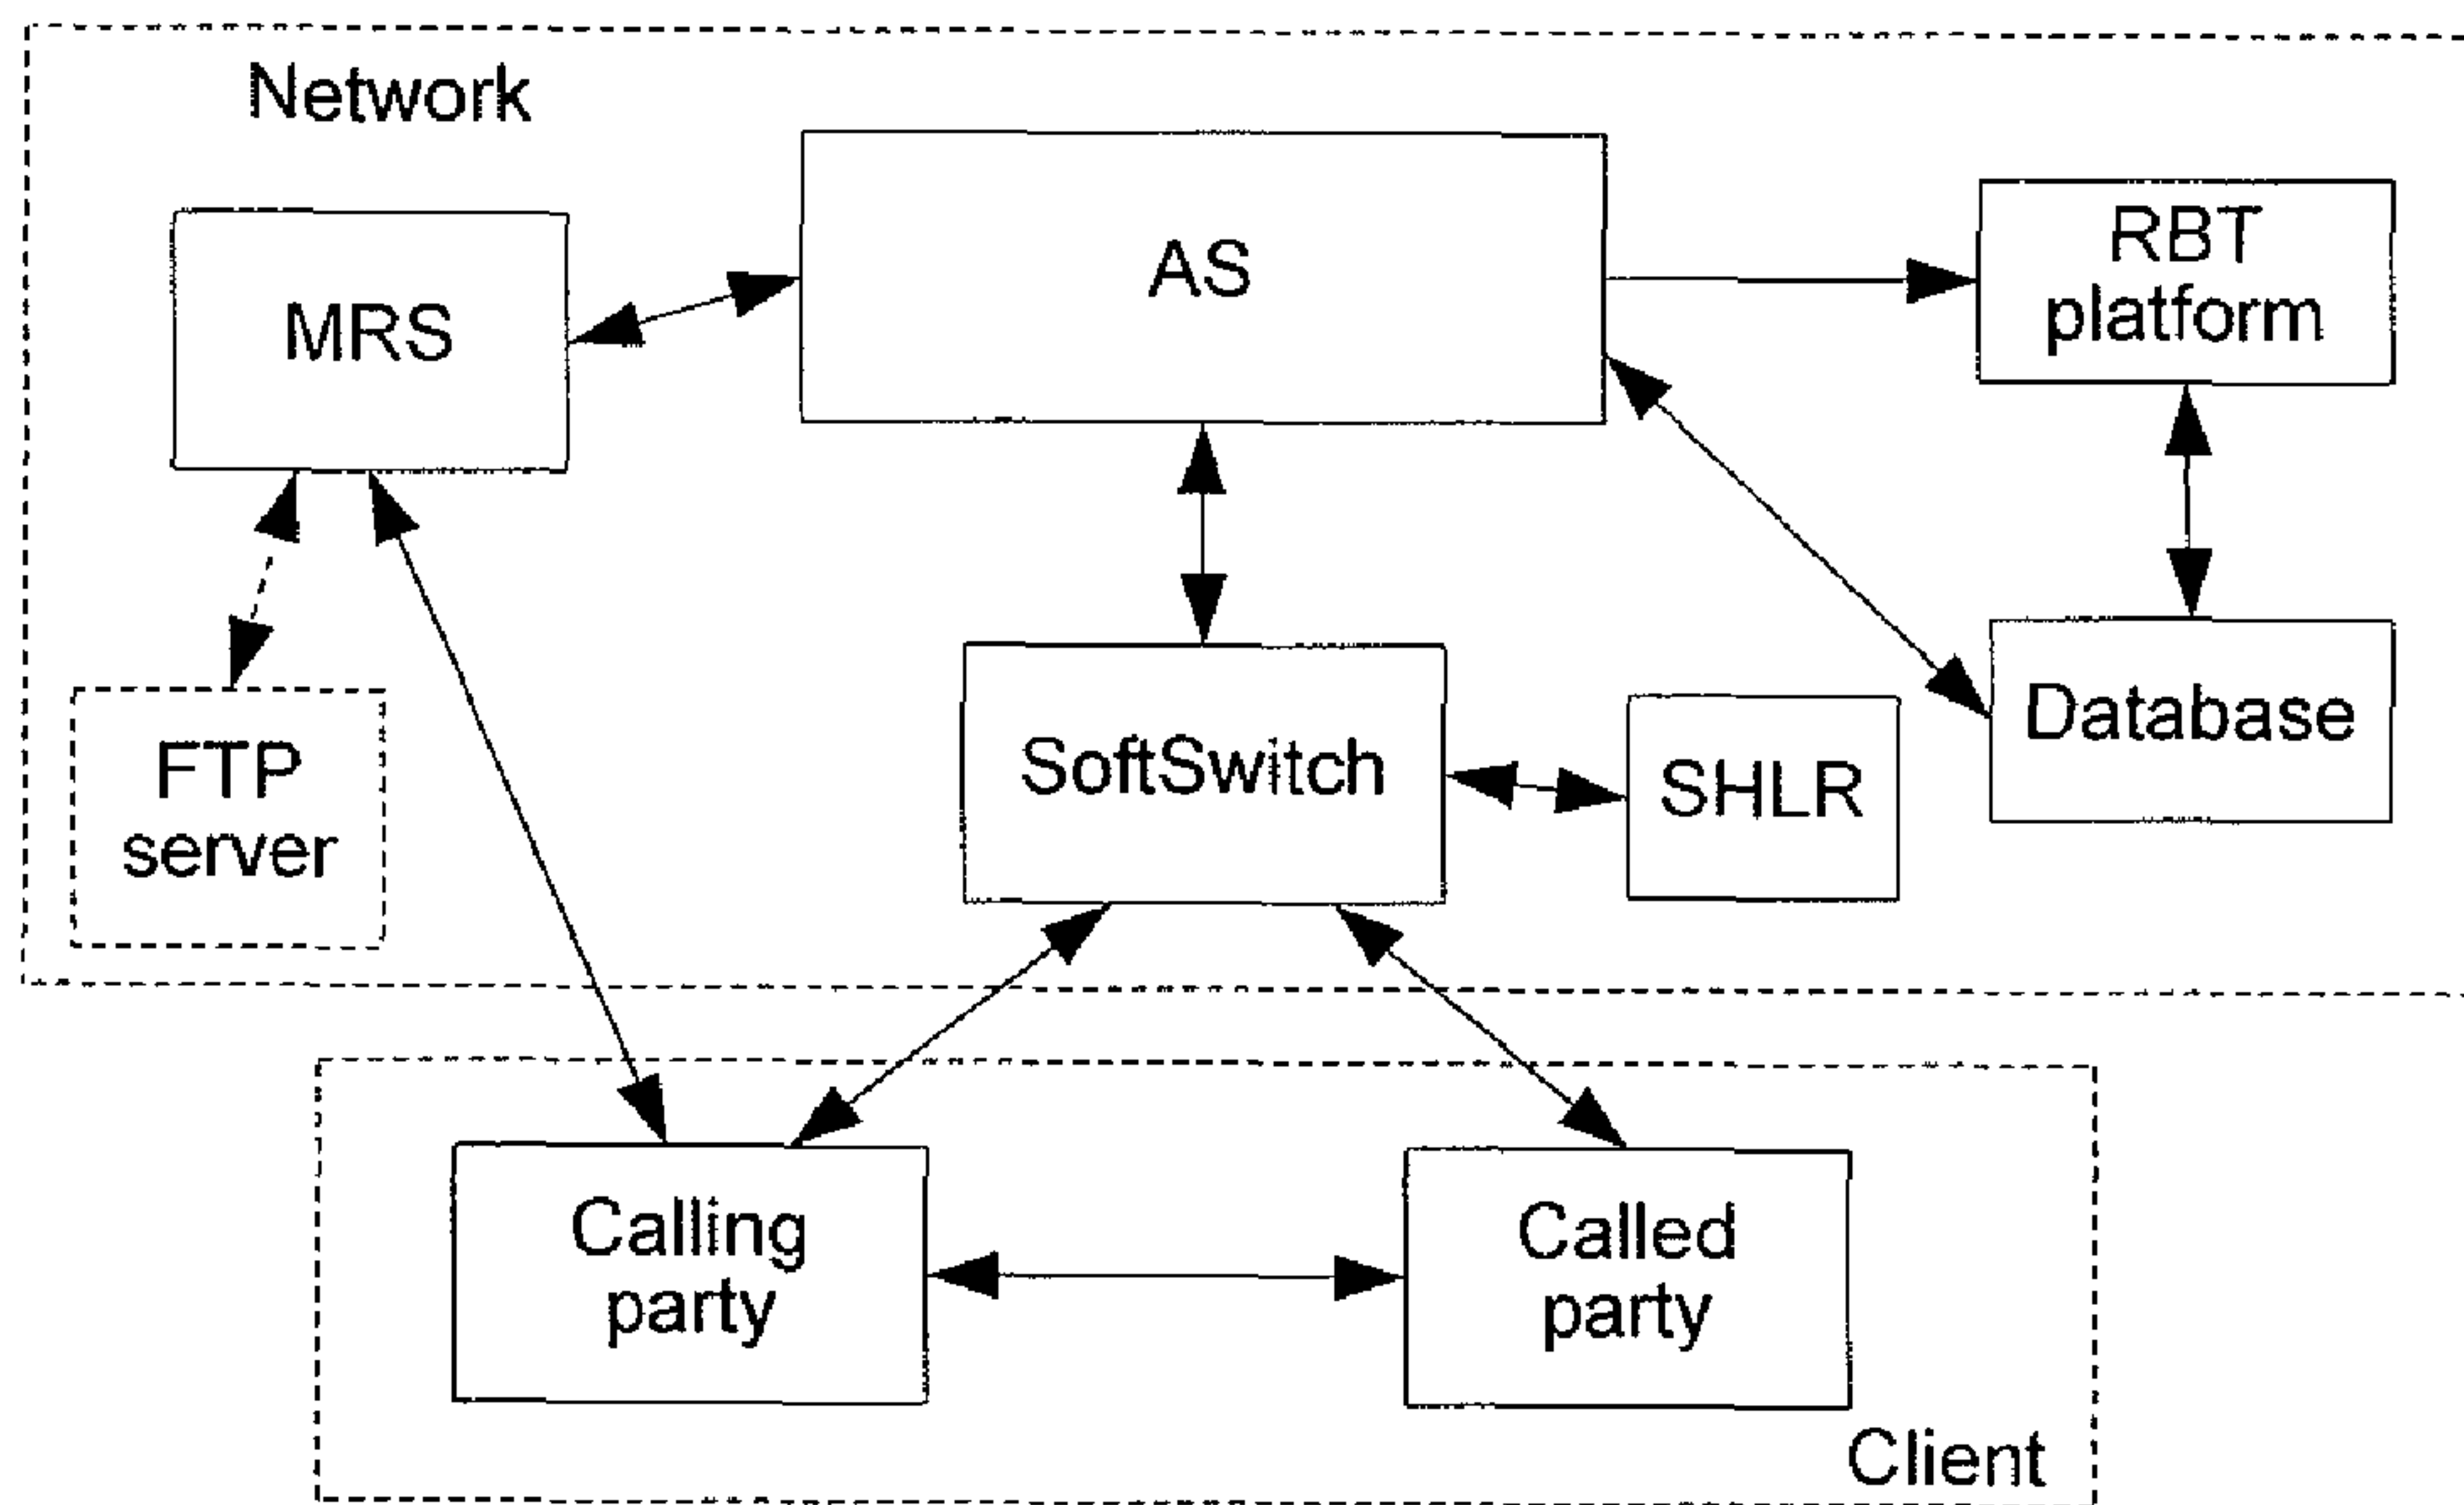 Network
MRS
AS
RBT
platform
FTP
server
SoftSwitch
SHLR
Database
Calling
party
Called
party
Client